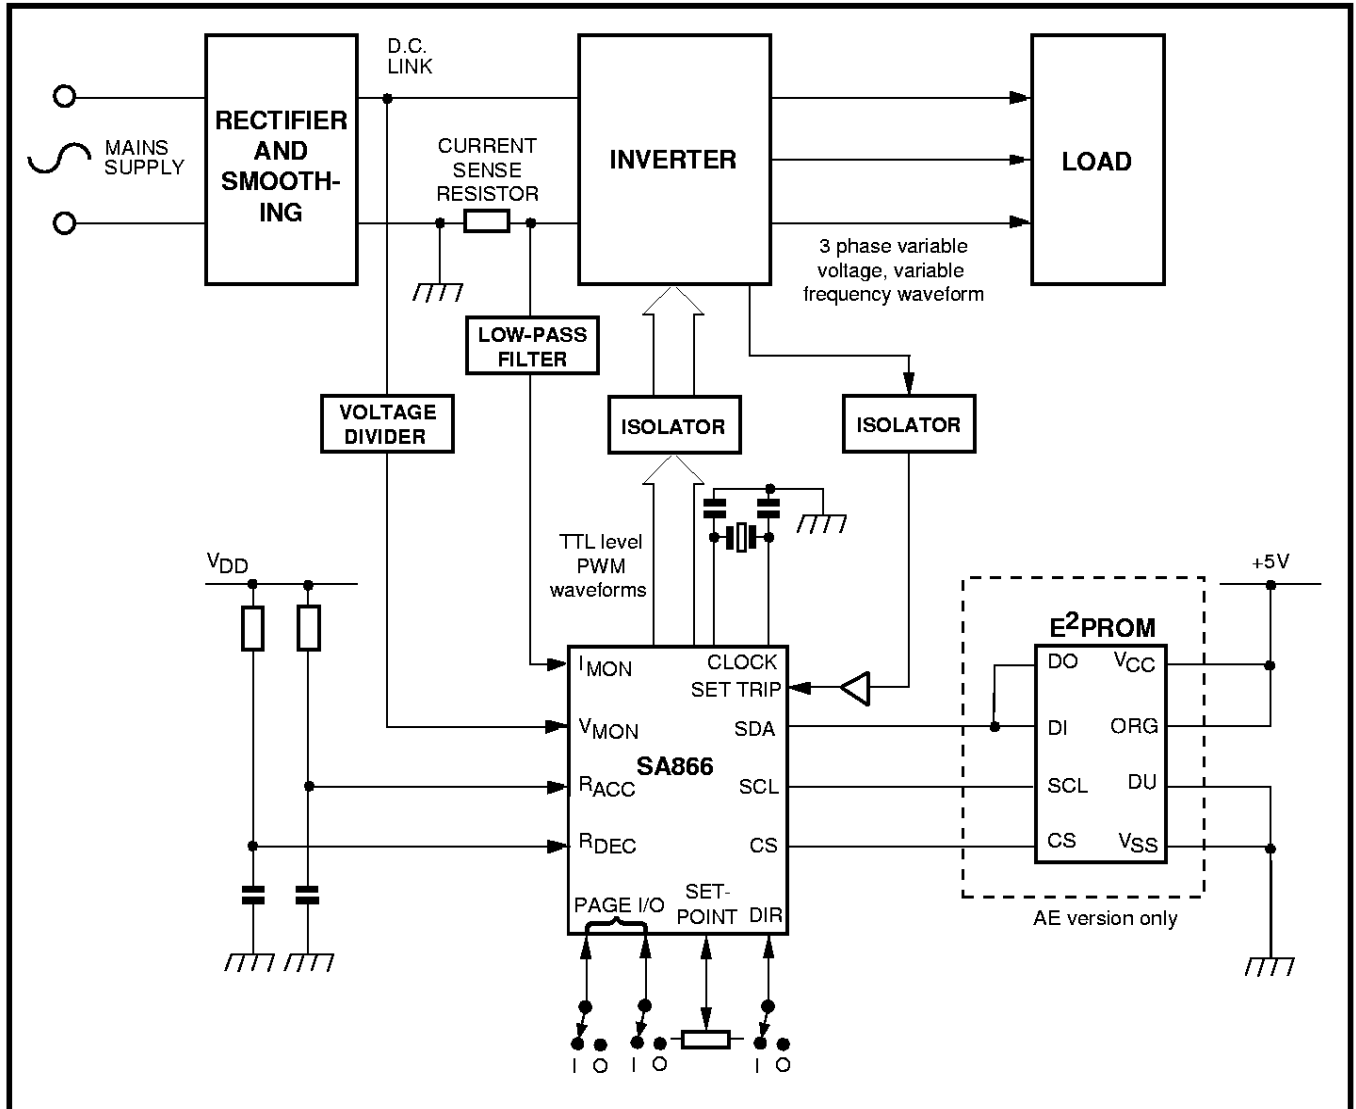 D.C.
LINK
MAINS
SUPPLY
RECTIFIER
AND
SMOOTH-
ING
CURRENT
SENSE
RESISTOR
INVERTER
LOAD
3 phase variable
voltage, variable
frequency waveform
LOW-PASS
FILTER
VOLTAGE
DIVIDER
ISOLATOR
ISOLATOR
TTL level
PWM
waveforms
VDD
+5V
E2PROM
IMON
CLOCK
SET TRIP
VMON
SDA
SA866
RACC
SCL
RDEC
CS
PAGE I/O
SET-
POINT
DIR
DO
VCC
DI
ORG
SCL
DU
CS
VSS
AE version only
I O
I O
I O